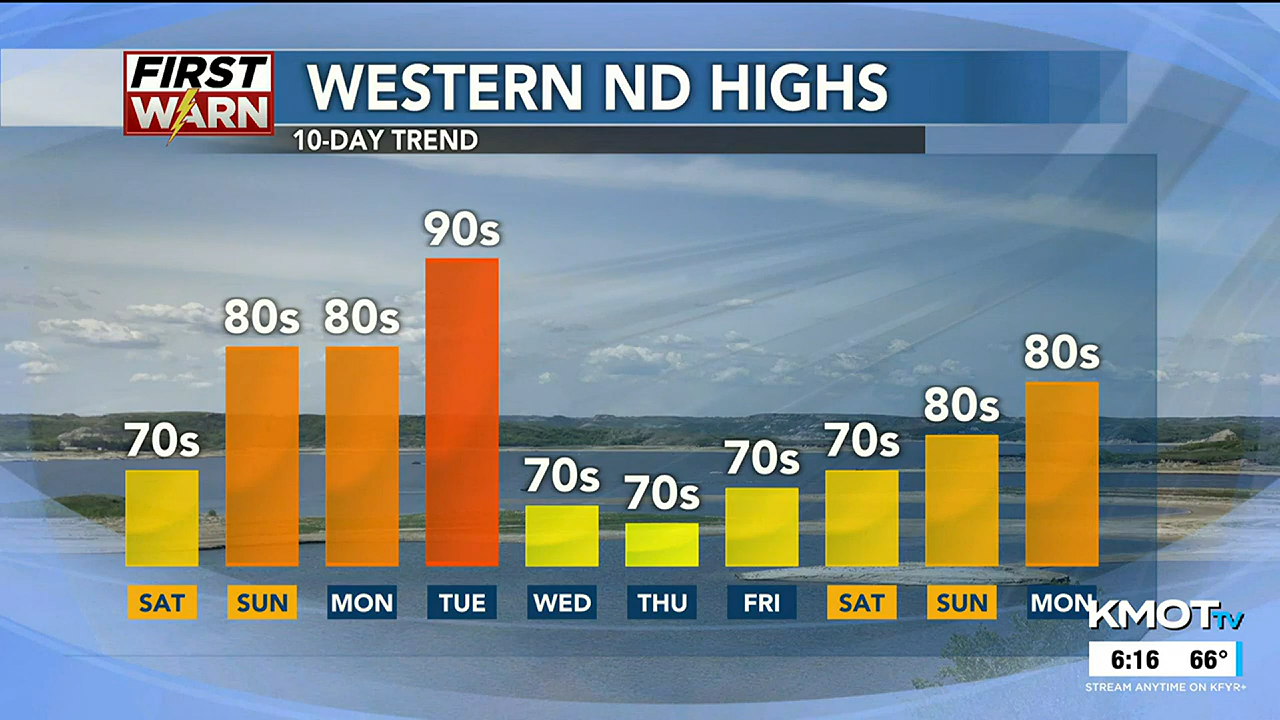 FIRST
WARN
WESTERN ND HIGHS
10-DAY TREND
90s
80s 80s
80s
80s
70s 70s
70s
70s
70s
SAT SUN MON TUE WED THU FRI SAT SUN MON
KMOT TV
6:16 66°
STREAM ANYTIME ON KFYR+